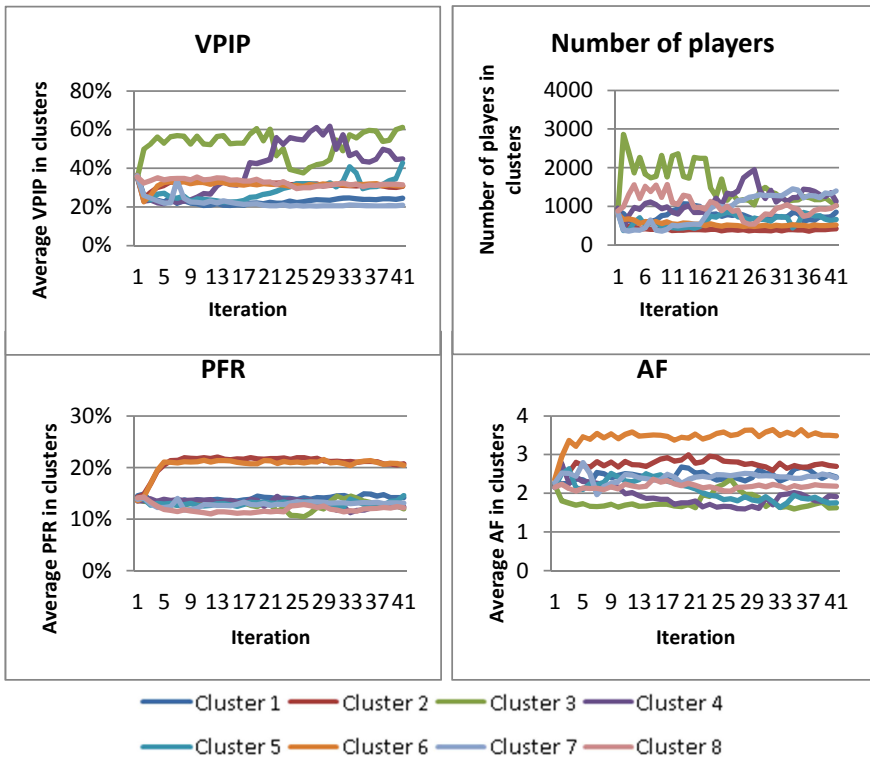 VPIP
Average VPIP in clusters
80%
60%
40%
20%
0%
1 5 9 13 17 21 25 29 33 37 41
Iteration
Number of players
Number of players in
clusters
4000
3000
2000
1000
0
1 6 11 16 21 26 31 36 41
Iteration
PFR
Average PFR in clusters
30%
20%
10%
0%
1 5 9 13 17 21 25 29 33 37 41
Iteration
AF
Average AF in clusters
4
3
2
1
0
1 5 9 13 17 21 25 29 33 37 41
Iteration
Cluster 1 Cluster 2 Cluster 3 Cluster 4
Cluster 5 Cluster 6 Cluster 7 Cluster 8